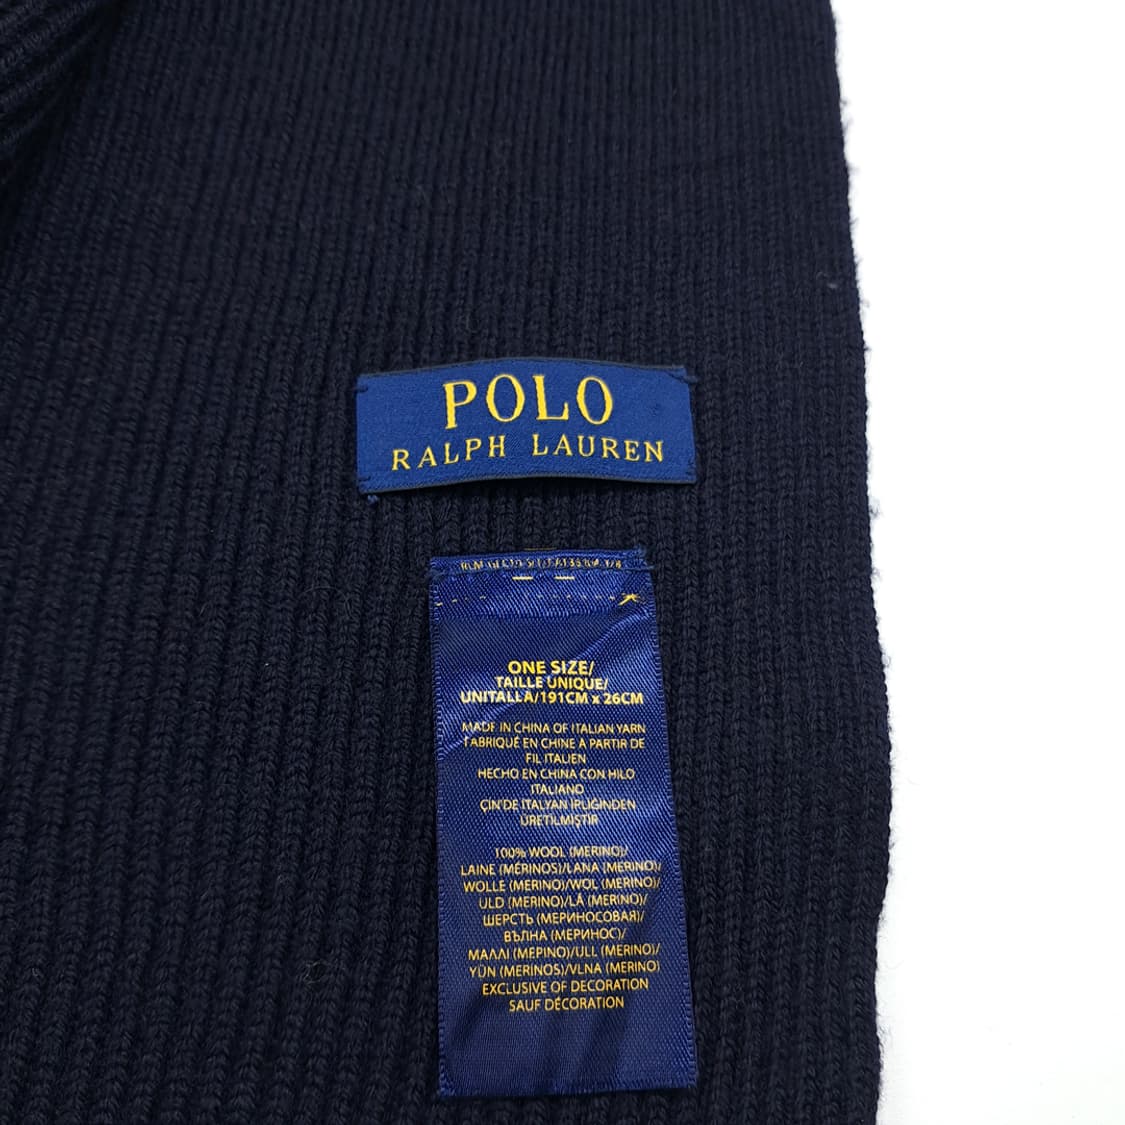 POLO
RALPH LAUREN
ONE SIZE/
TAILLE UNIQUE/
UNITALLA/191CM x 26CM
MADE IN CHINA OF ITALIAN YARN
FABRIQUÉ EN CHINE À PARTIR DE
FIL ITALIEN
HECHO EN CHINA CON HILO
ITALIANO
ÇİN'DE İTALYAN İPLİĞİNDEN
ÜRETİLMİŞTİR
100% WOOL (MERINO)/
LAINE (MÉRINOS)/LANA (MERINO)/
WOLLE (MERINO)/WOL (MERINO)/
ULD (MERINO)/LÃ (MERINO)/
ШЕРСТЬ (МЕРИНОСОВАЯ)/
ВЪЛНА (МЕРИНОС)/
ΜΑΛΛΙ (ΜΕΡΙΝΟ)/ULL (MERINO)/
YÜN (MERINOS)/VLNA (MERINO)
EXCLUSIVE OF DECORATION
SAUF DÉCORATION